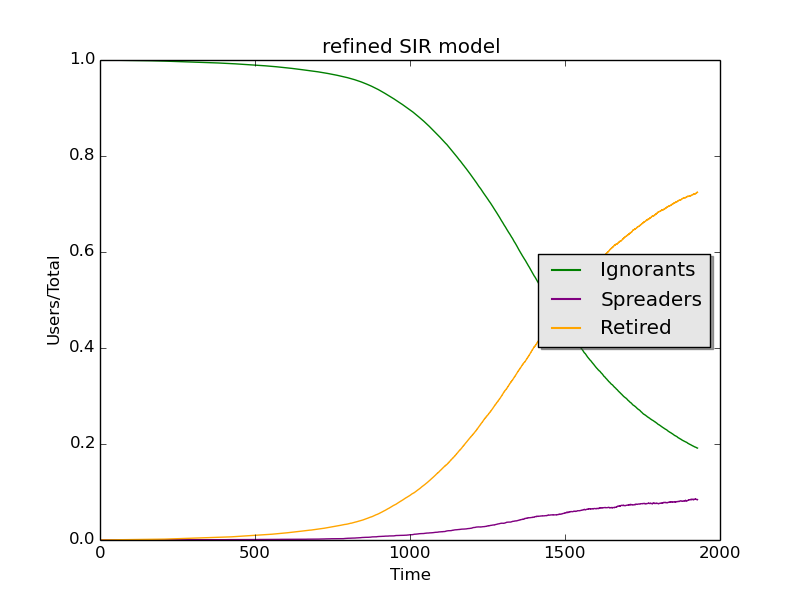 refined SIR model
1.0
0.8
0.6
0.4
0.2
0.0
Users/Total
Ignorants
Spreaders
Retired
0 500 1000 1500 2000
Time